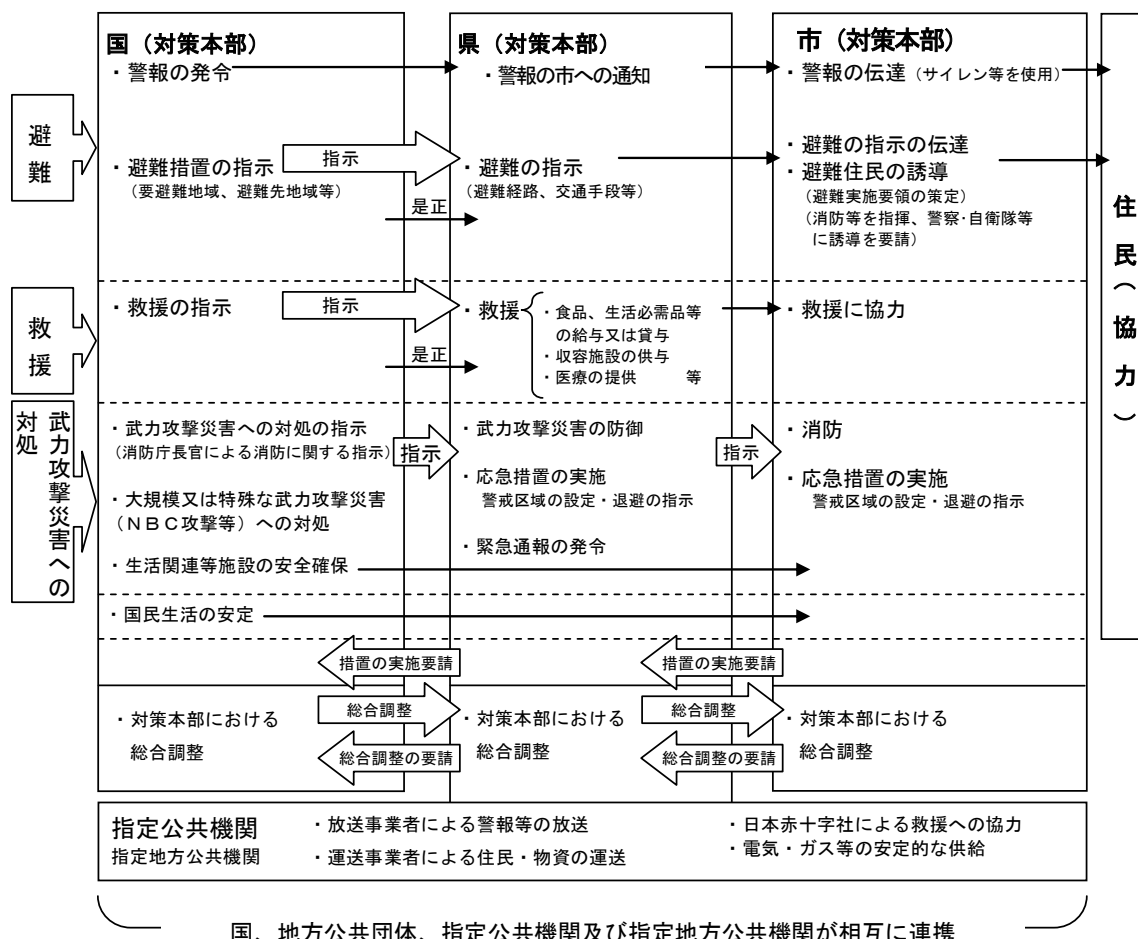 国（対策本部）
県（対策本部）
市（対策本部）
・警報の発令
・警報の市への通知
・警報の伝達（サイレン等を使用）
避難
・避難措置の指示
（要避難地域、避難先地域等）
指示
是正
・避難の指示
（避難経路、交通手段等）
・避難の指示の伝達
・避難住民の誘導
（避難実施要領の策定）
（消防等を指揮、警察・自衛隊等
に誘導を要請）
住民（協力）
救援
・救援の指示
指示
是正
・救援
・食品、生活必需品等
の給与又は貸与
・収容施設の供与
・医療の提供　　等
・救援に協力
武力攻撃災害への
対処
・武力攻撃災害への対処の指示
（消防庁長官による消防に関する指示）
指示
・武力攻撃災害の防御
指示
・消防
・大規模又は特殊な武力攻撃災害
（ＮＢＣ攻撃等）への対処
・応急措置の実施
警戒区域の設定・退避の指示
・応急措置の実施
警戒区域の設定・退避の指示
・緊急通報の発令
・生活関連等施設の安全確保
・国民生活の安定
措置の実施要請
措置の実施要請
・対策本部における
総合調整
総合調整
総合調整の要請
・対策本部における
総合調整
総合調整
総合調整の要請
・対策本部における
総合調整
指定公共機関
指定地方公共機関
・放送事業者による警報等の放送
・運送事業者による住民・物資の運送
・日本赤十字社による救援への協力
・電気・ガス等の安定的な供給
国、地方公共団体、指定公共機関及び指定地方公共機関が相互に連携